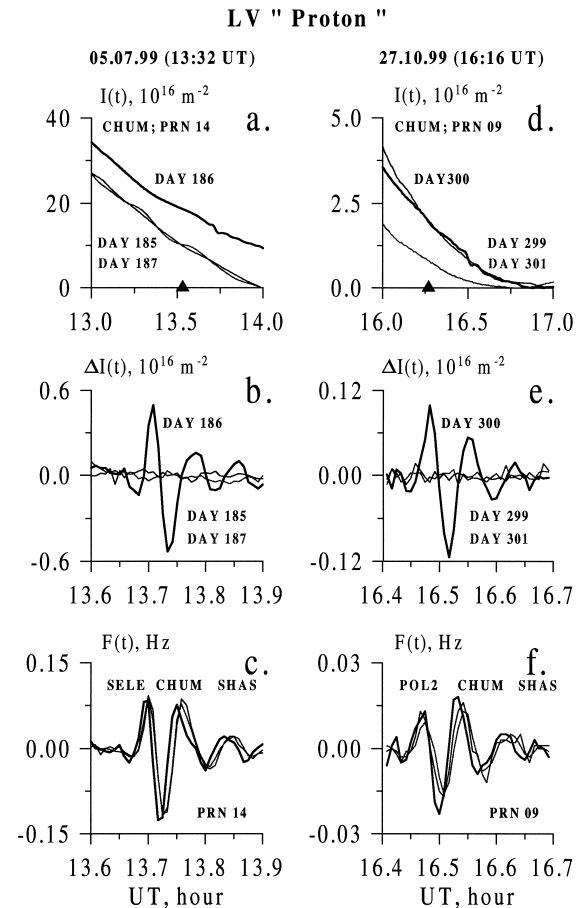 LV " Proton "
05.07.99 (13:32 UT)
27.10.99 (16:16 UT)
I(t), 10^16 m^-2
a.
CHUM; PRN 14
DAY 186
DAY 185
DAY 187
40
20
0
13.0 13.5 14.0
I(t), 10^16 m^-2
d.
CHUM; PRN 09
DAY300
DAY 299
DAY 301
5.0
2.5
0.0
16.0 16.5 17.0
ΔI(t), 10^16 m^-2
b.
DAY 186
DAY 185
DAY 187
0.6
0.0
-0.6
13.6 13.7 13.8 13.9
ΔI(t), 10^16 m^-2
e.
DAY 300
DAY 299
DAY 301
0.12
0.00
-0.12
16.4 16.5 16.6 16.7
F(t), Hz
c.
SELE CHUM SHAS
PRN 14
0.15
0.00
-0.15
13.6 13.7 13.8 13.9
UT, hour
F(t), Hz
f.
POL2 CHUM SHAS
PRN 09
0.03
0.00
-0.03
16.4 16.5 16.6 16.7
UT, hour